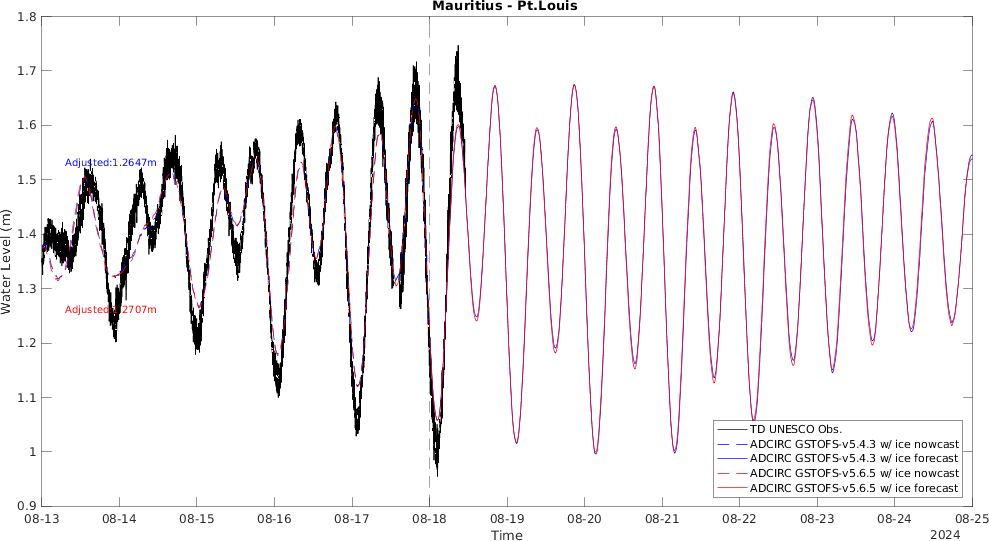 Mauritius - Pt.Louis
1.8
1.7
1.6
1.5
1.4
1.3
1.2
1.1
1
0.9
Water Level (m)
Adjusted:1.2647m
Adjusted:1.2707m
TD UNESCO Obs.
ADCIRC GSTOFS-v5.4.3 w/ ice nowcast
ADCIRC GSTOFS-v5.4.3 w/ ice forecast
ADCIRC GSTOFS-v5.6.5 w/ ice nowcast
ADCIRC GSTOFS-v5.6.5 w/ ice forecast
08-13 08-14 08-15 08-16 08-17 08-18 08-19 08-20 08-21 08-22 08-23 08-24 08-25
Time
2024